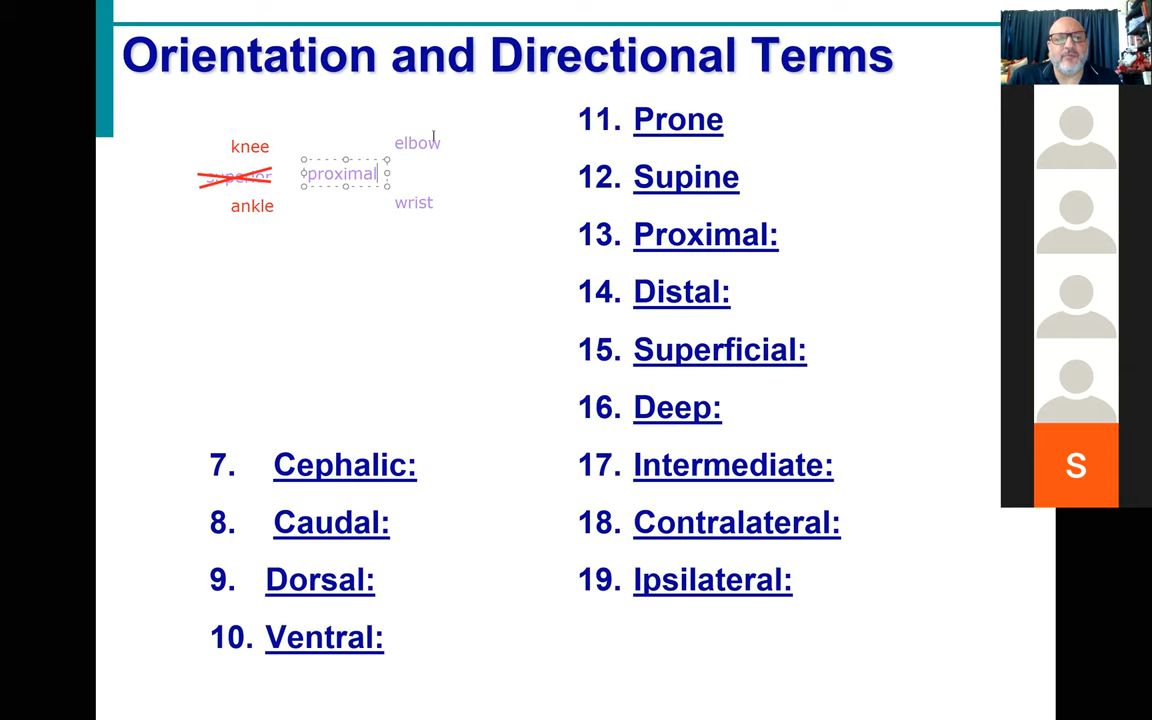 Orientation and Directional Terms
knee
superior
ankle
proximal
elbow
wrist
7. Cephalic:
8. Caudal:
9. Dorsal:
10. Ventral:
11. Prone
12. Supine
13. Proximal:
14. Distal:
15. Superficial:
16. Deep:
17. Intermediate:
18. Contralateral:
19. Ipsilateral:
S